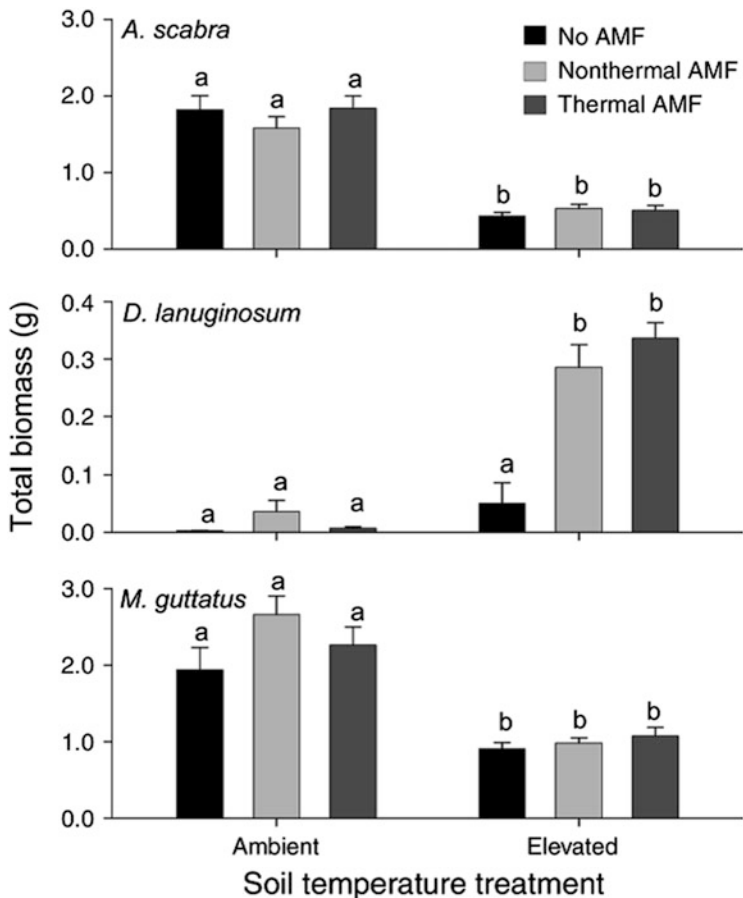 A. scabra
No AMF
Nonthermal AMF
Thermal AMF
3.0
2.0
1.0
0.0
a
a
a
b
b
b
D. lanuginosum
0.4
0.3
0.2
0.1
0.0
a
a
a
a
b
b
Total biomass (g)
M. guttatus
3.0
2.0
1.0
0.0
a
a
a
b
b
b
Ambient
Elevated
Soil temperature treatment